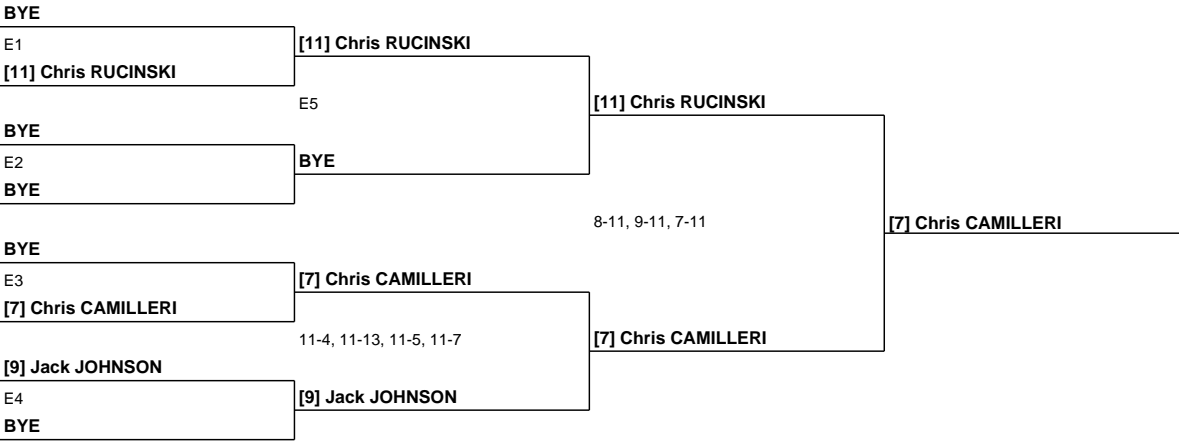 BYE
E1
[11] Chris RUCINSKI
BYE
E2
BYE
BYE
E3
[7] Chris CAMILLERI
[9] Jack JOHNSON
E4
BYE
[11] Chris RUCINSKI
E5
BYE
[7] Chris CAMILLERI
11-4, 11-13, 11-5, 11-7
[9] Jack JOHNSON
[11] Chris RUCINSKI
8-11, 9-11, 7-11
[7] Chris CAMILLERI
[7] Chris CAMILLERI